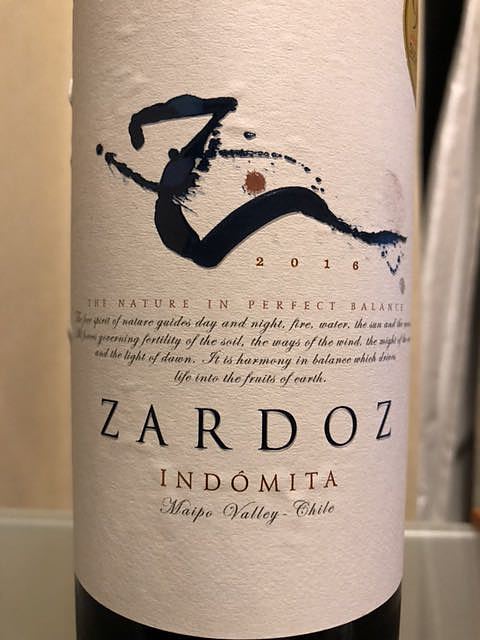 2016
THE NATURE IN PERFECT BALANCE
free spirit of nature guides day and night, fire, water, the sun and the
forces governing fertility of the soil, the ways of the wind, the might of
and the light of dawn. It is harmony in balance which drives
life into the fruits of earth.
ZARDOZ
INDÓMITA
Maipo Valley - Chile